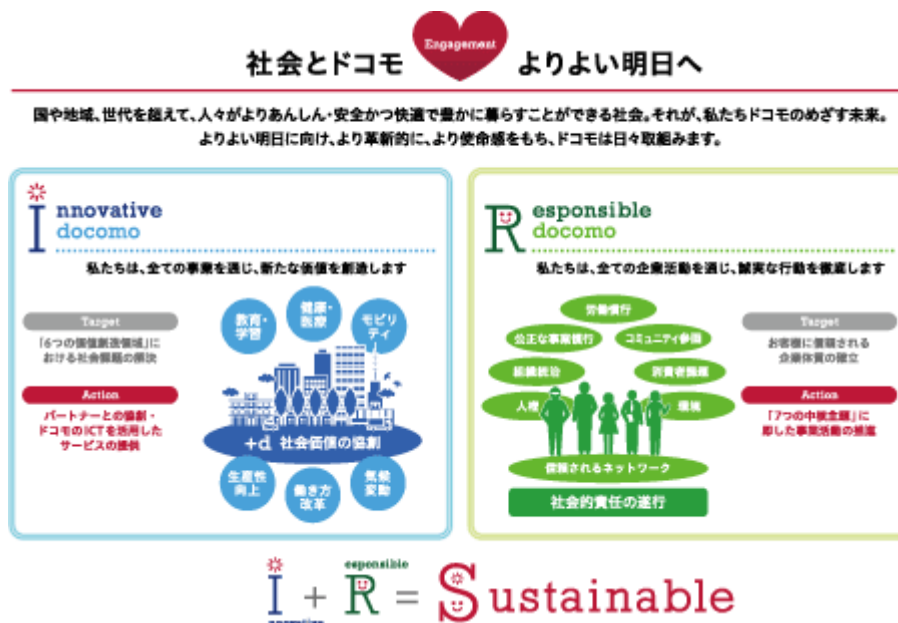 社会とドコモ Engagement よりよい明日へ
国や地域、世代を超えて、人々がよりあんしん・安全かつ快適で豊かに暮らすことができる社会。それが、私たちドコモのめざす未来。
よりよい明日に向け、より革新的に、より使命感をもち、ドコモは日々取組みます。
Innovative
docomo
私たちは、全ての事業を通じ、新たな価値を創造します
Target
「6つの価値創造領域」に
おける社会課題の解決
Action
パートナーとの協創・
ドコモのICTを活用した
サービスの提供
教育・
学習
健康・
医療
モビリ
ティ
+d 社会価値の協創
生産性
向上
働き方
改革
気候
変動
Responsible
docomo
私たちは、全ての企業活動を通じ、誠実な行動を徹底します
労働慣行
公正な事業慣行
コミュニティ参画
組織統治
消費者課題
人権
環境
信頼されるネットワーク
社会的責任の遂行
Target
お客様に信頼される
企業体質の確立
Action
「7つの中核主題」に
即した事業活動の推進
Innovative + Responsible = Sustainable